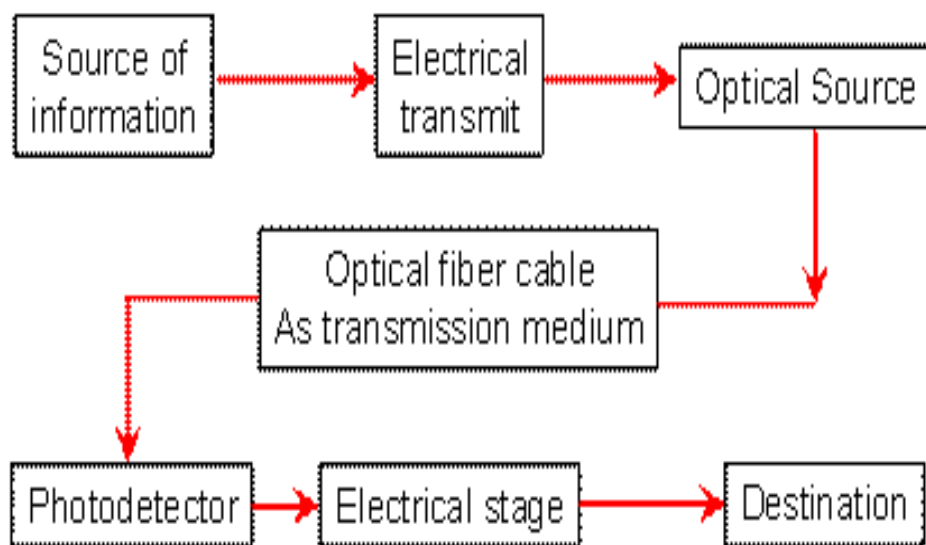 Source of
information
Electrical
transmit
Optical Source
Optical fiber cable
As transmission medium
Photodetector
Electrical stage
Destination